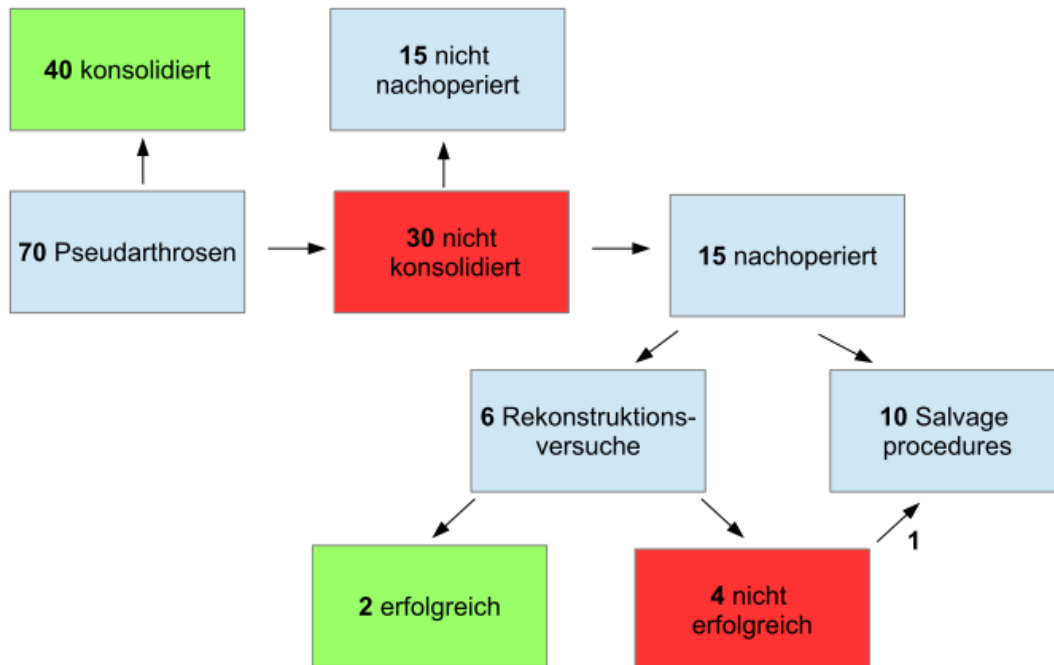 40 konsolidiert
15 nicht
nachoperiert
70 Pseudarthrosen
30 nicht
konsolidiert
15 nachoperiert
6 Rekonstruktions-
versuche
10 Salvage
procedures
1
2 erfolgreich
4 nicht
erfolgreich